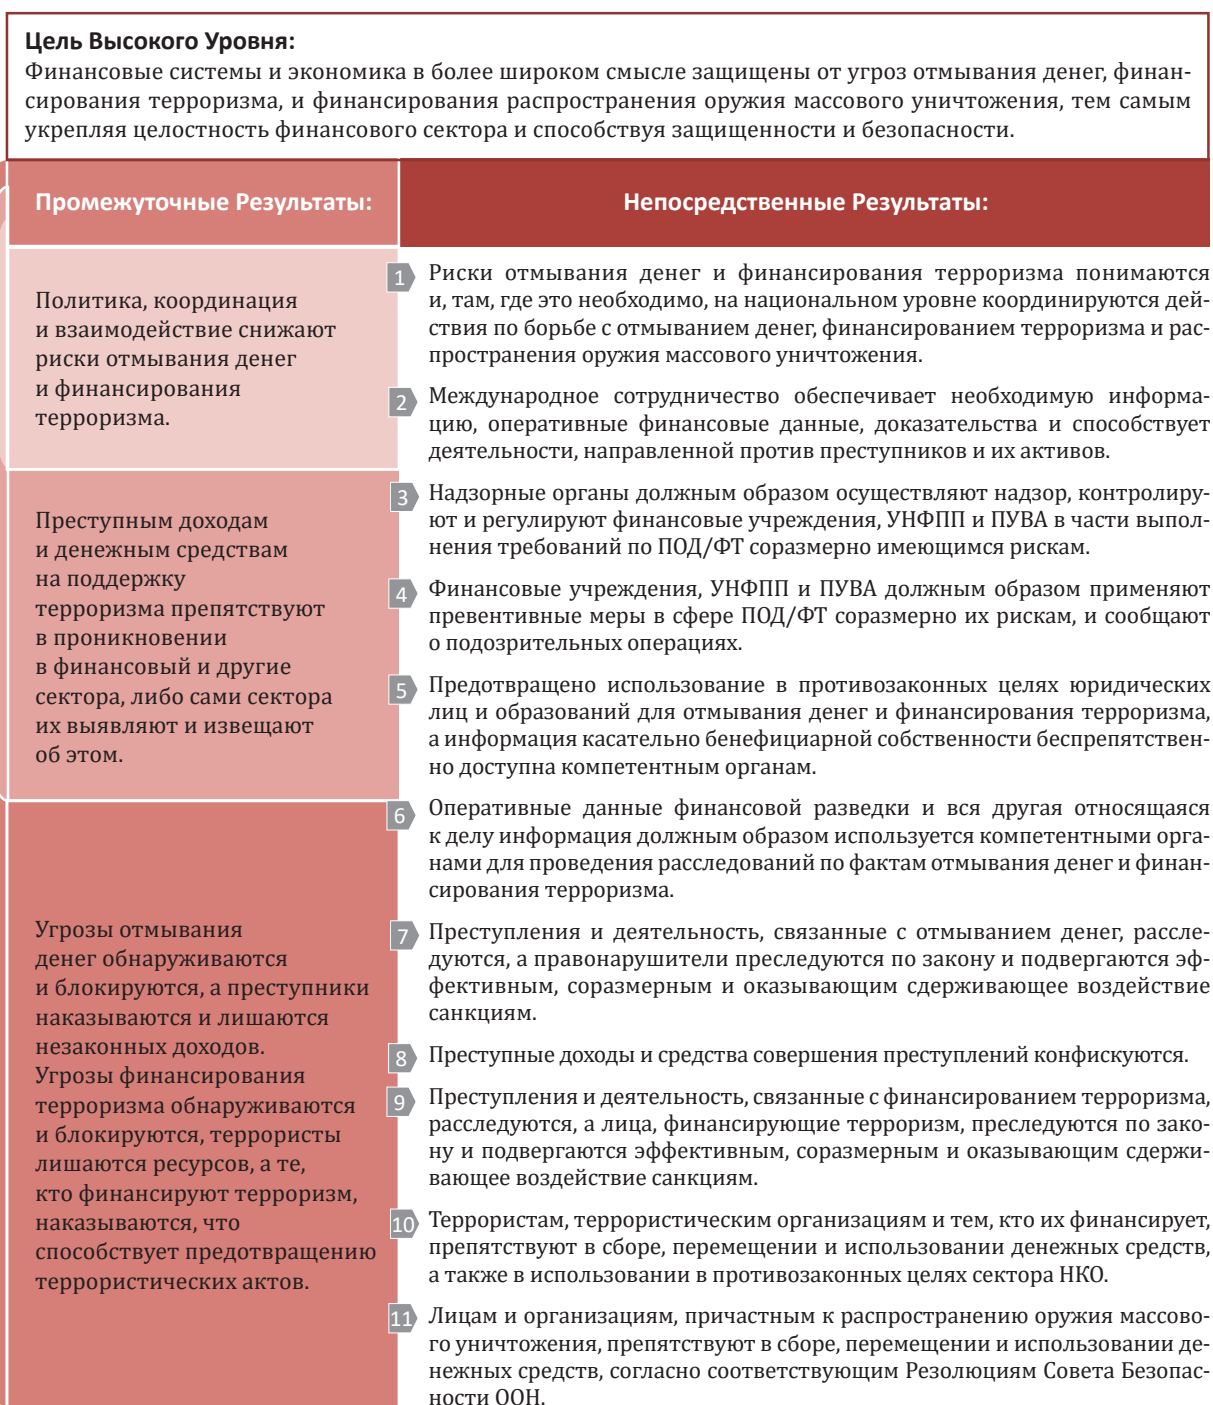 Цель Высокого Уровня:
Финансовые системы и экономика в более широком смысле защищены от угроз отмывания денег, финан-
сирования терроризма, и финансирования распространения оружия массового уничтожения, тем самым
укрепляя целостность финансового сектора и способствуя защищенности и безопасности.
Промежуточные Результаты:
Непосредственные Результаты:
Политика, координация
и взаимодействие снижают
риски отмывания денег
и финансирования
терроризма.
1
Риски отмывания денег и финансирования терроризма понимаются
и, там, где это необходимо, на национальном уровне координируются дей-
ствия по борьбе с отмыванием денег, финансированием терроризма и рас-
пространения оружия массового уничтожения.
2
Международное сотрудничество обеспечивает необходимую информа-
цию, оперативные финансовые данные, доказательства и способствует
деятельности, направленной против преступников и их активов.
Преступным доходам
и денежным средствам
на поддержку
терроризма препятствуют
в проникновении
в финансовый и другие
сектора, либо сами сектора
их выявляют и извещают
об этом.
3
Надзорные органы должным образом осуществляют надзор, контролиру-
ют и регулируют финансовые учреждения, УНФПП и ПУВА в части выпол-
нения требований по ПОД/ФТ соразмерно имеющимся рискам.
4
Финансовые учреждения, УНФПП и ПУВА должным образом применяют
превентивные меры в сфере ПОД/ФТ соразмерно их рискам, и сообщают
о подозрительных операциях.
5
Предотвращено использование в противозаконных целях юридических
лиц и образований для отмывания денег и финансирования терроризма,
а информация касательно бенефициарной собственности беспрепятствен-
но доступна компетентным органам.
Угрозы отмывания
денег обнаруживаются
и блокируются, а преступники
наказываются и лишаются
незаконных доходов.
Угрозы финансирования
терроризма обнаруживаются
и блокируются, террористы
лишаются ресурсов, а те,
кто финансируют терроризм,
наказываются, что
способствует предотвращению
террористических актов.
6
Оперативные данные финансовой разведки и вся другая относящаяся
к делу информация должным образом используется компетентными орга-
нами для проведения расследований по фактам отмывания денег и финан-
сирования терроризма.
7
Преступления и деятельность, связанные с отмыванием денег, рассле-
дуются, а правонарушители преследуются по закону и подвергаются эф-
фективным, соразмерным и оказывающим сдерживающее воздействие
санкциям.
8
Преступные доходы и средства совершения преступлений конфискуются.
9
Преступления и деятельность, связанные с финансированием терроризма,
расследуются, а лица, финансирующие терроризм, преследуются по зако-
ну и подвергаются эффективным, соразмерным и оказывающим сдержи-
вающее воздействие санкциям.
10
Террористам, террористическим организациям и тем, кто их финансирует,
препятствуют в сборе, перемещении и использовании денежных средств,
а также в использовании в противозаконных целях сектора НКО.
11
Лицам и организациям, причастным к распространению оружия массово-
го уничтожения, препятствуют в сборе, перемещении и использовании де-
нежных средств, согласно соответствующим Резолюциям Совета Безопас-
ности ООН.